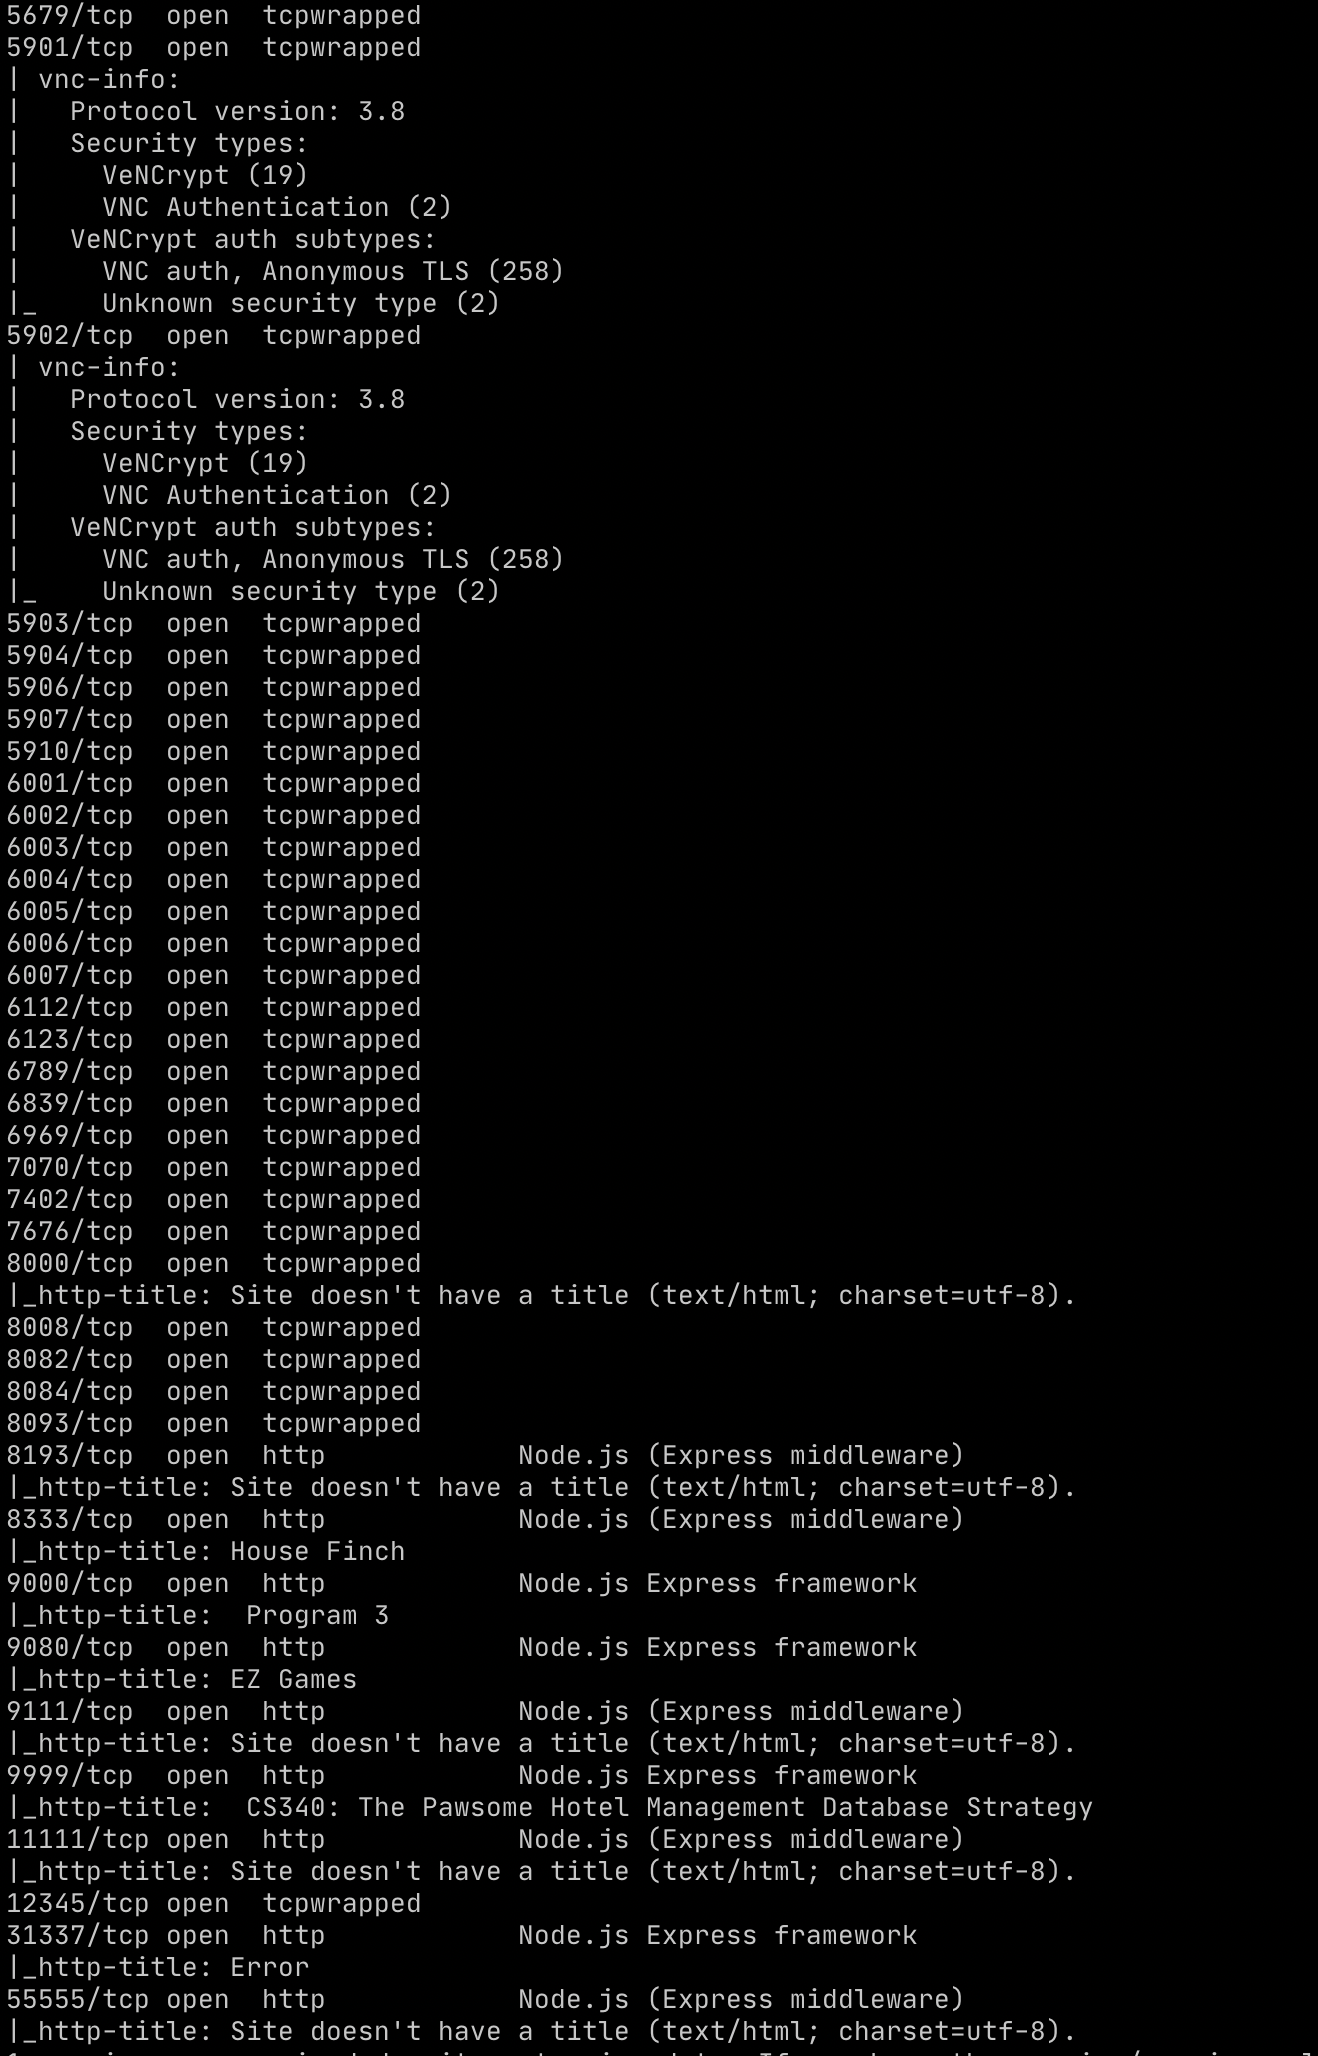 5679/tcp  open  tcpwrapped
5901/tcp  open  tcpwrapped
| vnc-info:
|   Protocol version: 3.8
|   Security types:
|     VeNCrypt (19)
|     VNC Authentication (2)
|   VeNCrypt auth subtypes:
|     VNC auth, Anonymous TLS (258)
|_    Unknown security type (2)
5902/tcp  open  tcpwrapped
| vnc-info:
|   Protocol version: 3.8
|   Security types:
|     VeNCrypt (19)
|     VNC Authentication (2)
|   VeNCrypt auth subtypes:
|     VNC auth, Anonymous TLS (258)
|_    Unknown security type (2)
5903/tcp  open  tcpwrapped
5904/tcp  open  tcpwrapped
5906/tcp  open  tcpwrapped
5907/tcp  open  tcpwrapped
5910/tcp  open  tcpwrapped
6001/tcp  open  tcpwrapped
6002/tcp  open  tcpwrapped
6003/tcp  open  tcpwrapped
6004/tcp  open  tcpwrapped
6005/tcp  open  tcpwrapped
6006/tcp  open  tcpwrapped
6007/tcp  open  tcpwrapped
6112/tcp  open  tcpwrapped
6123/tcp  open  tcpwrapped
6789/tcp  open  tcpwrapped
6839/tcp  open  tcpwrapped
6969/tcp  open  tcpwrapped
7070/tcp  open  tcpwrapped
7402/tcp  open  tcpwrapped
7676/tcp  open  tcpwrapped
8000/tcp  open  tcpwrapped
|_http-title: Site doesn't have a title (text/html; charset=utf-8).
8008/tcp  open  tcpwrapped
8082/tcp  open  tcpwrapped
8084/tcp  open  tcpwrapped
8093/tcp  open  tcpwrapped
8193/tcp  open  http            Node.js (Express middleware)
|_http-title: Site doesn't have a title (text/html; charset=utf-8).
8333/tcp  open  http            Node.js (Express middleware)
|_http-title: House Finch
9000/tcp  open  http            Node.js Express framework
|_http-title:  Program 3
9080/tcp  open  http            Node.js Express framework
|_http-title: EZ Games
9111/tcp  open  http            Node.js (Express middleware)
|_http-title: Site doesn't have a title (text/html; charset=utf-8).
9999/tcp  open  http            Node.js Express framework
|_http-title:  CS340: The Pawsome Hotel Management Database Strategy
11111/tcp open  http            Node.js (Express middleware)
|_http-title: Site doesn't have a title (text/html; charset=utf-8).
12345/tcp open  tcpwrapped
31337/tcp open  http            Node.js Express framework
|_http-title: Error
55555/tcp open  http            Node.js (Express middleware)
|_http-title: Site doesn't have a title (text/html; charset=utf-8).